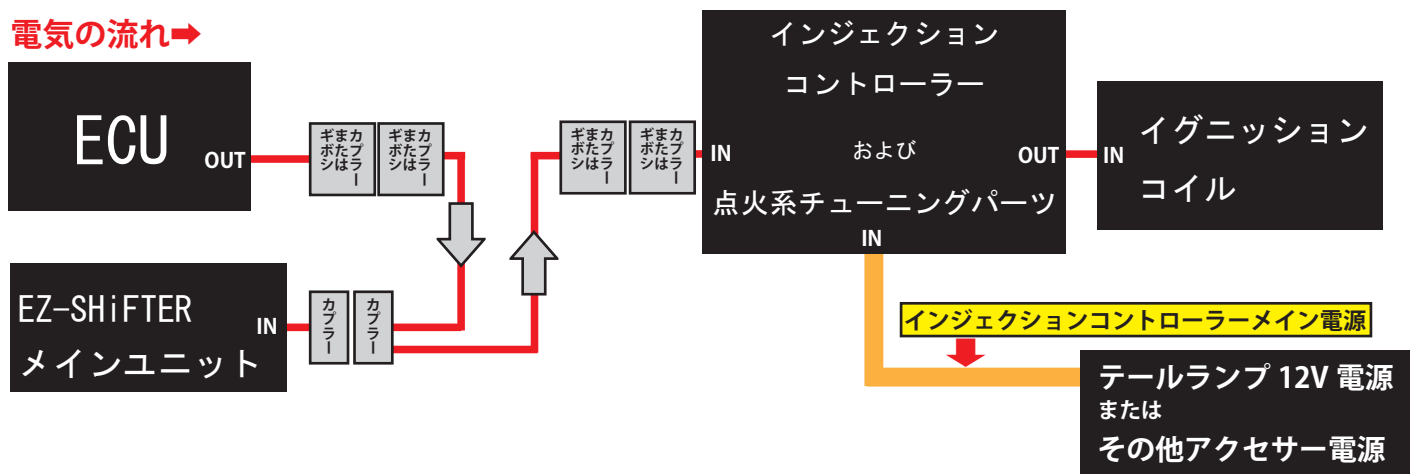 電気の流れ➡
ECU
OUT
カプラー
または
ギボシ
カプラー
または
ギボシ
EZ-SHiFTER
メインユニット
IN
カプラー
カプラー
カプラー
または
ギボシ
カプラー
または
ギボシ
インジェクション
コントローラー
および
点火系チューニングパーツ
IN
OUT
IN
IN
イグニッション
コイル
インジェクションコントローラーメイン電源
テールランプ 12V 電源
または
その他アクセサー電源